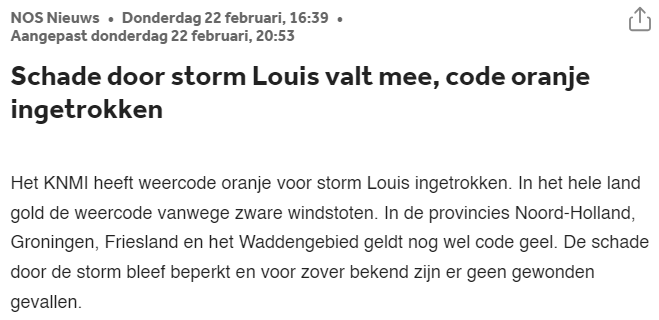 NOS Nieuws • Donderdag 22 februari, 16:39 •
Aangepast donderdag 22 februari, 20:53
Schade door storm Louis valt mee, code oranje
ingetrokken
Het KNMI heeft weercode oranje voor storm Louis ingetrokken. In het hele land
gold de weercode vanwege zware windstoten. In de provincies Noord-Holland,
Groningen, Friesland en het Waddengebied geldt nog wel code geel. De schade
door de storm bleef beperkt en voor zover bekend zijn er geen gewonden
gevallen.